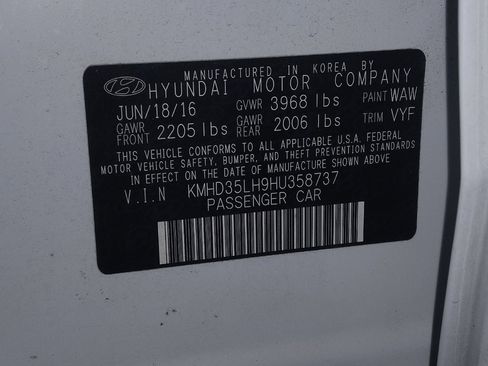 MANUFACTURED IN KOREA BY
HYUNDAI MOTOR COMPANY
JUN/18/16 GVWR 3968 lbs PAINT WAW
GAWR FRONT 2205 lbs GAWR REAR 2006 lbs TRIM VYF
THIS VEHICLE CONFORMS TO ALL APPLICABLE U.S.A. FEDERAL
MOTOR VEHICLE SAFETY, BUMPER, AND THEFT PREVENTION STANDARDS
IN EFFECT ON THE DATE OF MANUFACTURE SHOWN ABOVE.
V.I.N KMHD35LH9HU358737
PASSENGER CAR